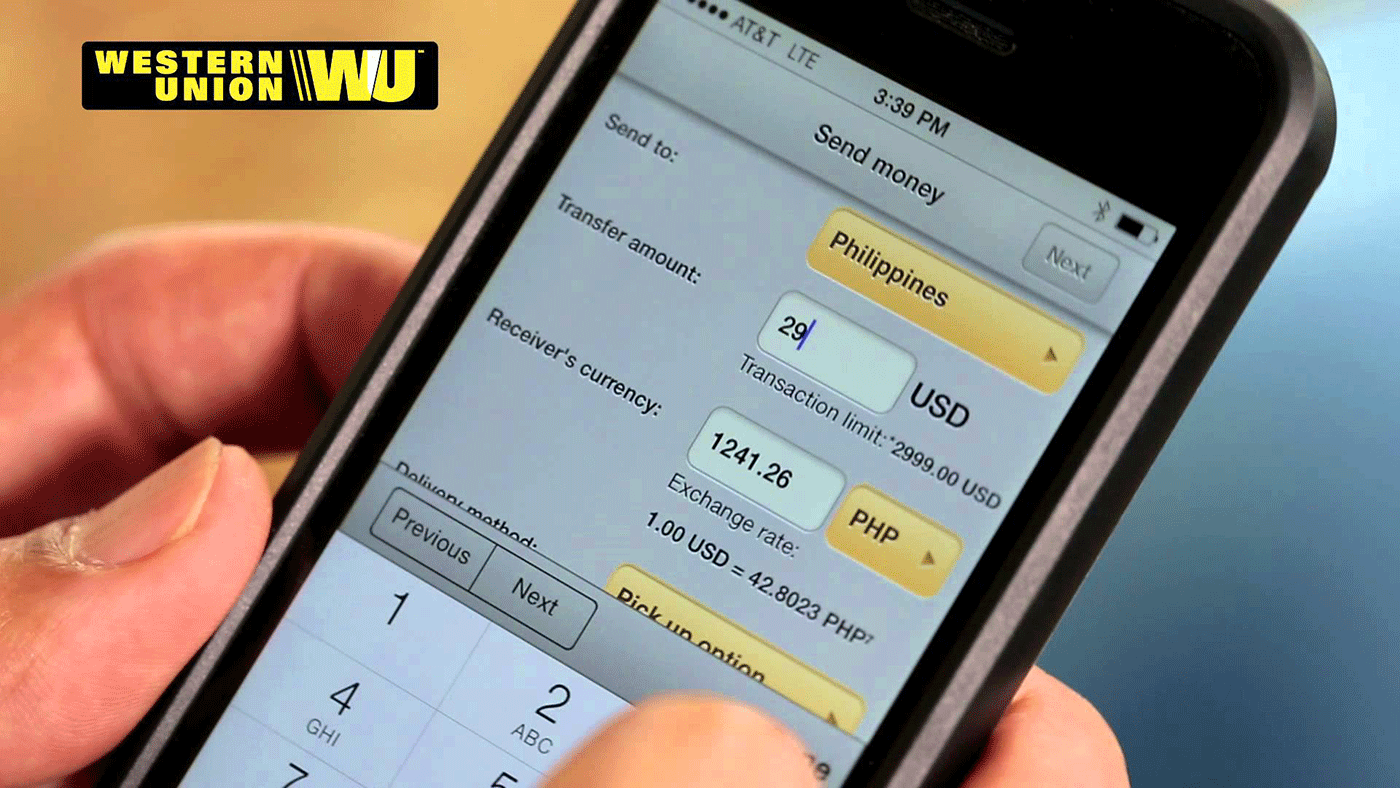 WESTERN
UNION WU
AT&T LTE
3:39 PM
Send money
Next
Send to:
Philippines
Transfer amount:
29
USD
Transaction limit: *2999.00 USD
Receiver's currency:
1241.26
PHP
Exchange rate:
1.00 USD = 42.8023 PHP⁷
Delivery method:
Pick up option
Previous
Next
1
2
ABC
4
GHI
5
7